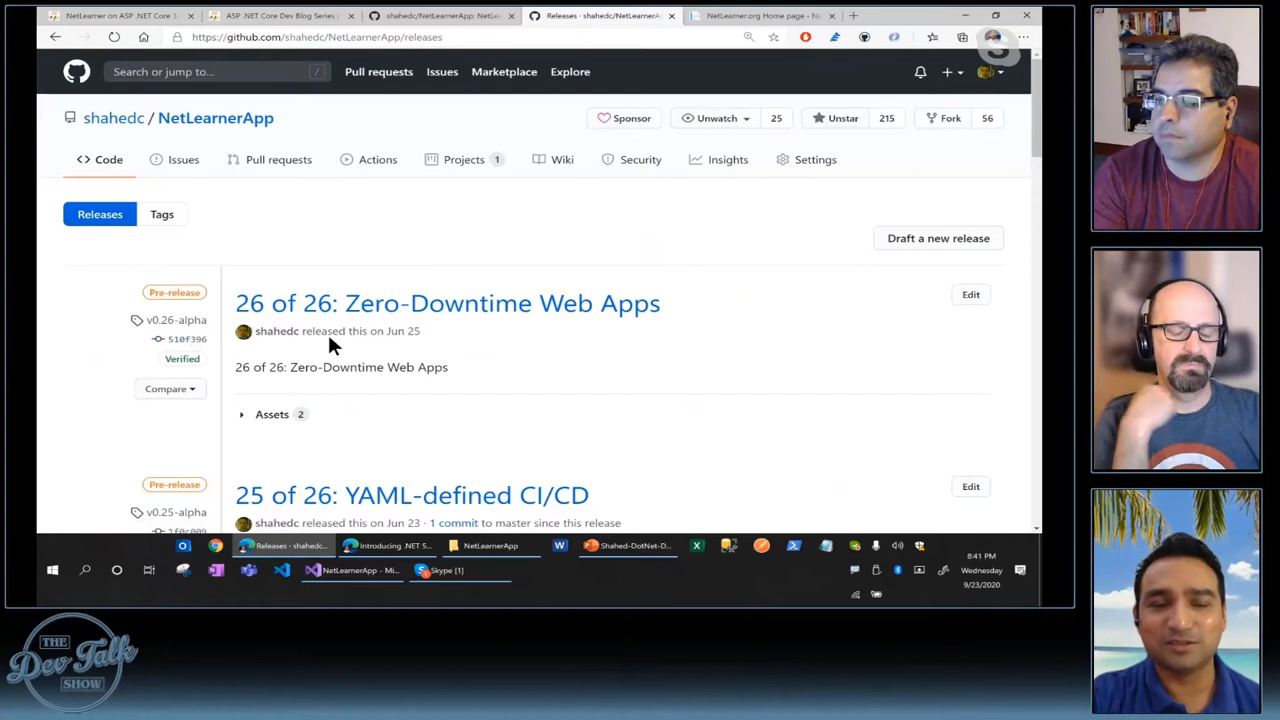 NetLearner on ASP .NET Core 3
ASP .NET Core Dev Blog Series
shahedc/NetLearnerApp: NetLe
Releases · shahedc/NetLearnerA
NetLearner.org Home page - Ne
https://github.com/shahedc/NetLearnerApp/releases
Search or jump to...
/
Pull requests
Issues
Marketplace
Explore
shahedc / NetLearnerApp
Sponsor
Unwatch
25
Unstar
215
Fork
56
Code
Issues
Pull requests
Actions
Projects 1
Wiki
Security
Insights
Settings
Releases
Tags
Draft a new release
Pre-release
v0.26-alpha
510f396
Verified
Compare
26 of 26: Zero-Downtime Web Apps
Edit
shahedc released this on Jun 25
26 of 26: Zero-Downtime Web Apps
Assets 2
Pre-release
v0.25-alpha
25 of 26: YAML-defined CI/CD
Edit
shahedc released this on Jun 23 · 1 commit to master since this release
Releases - shahedc...
Introducing .NET 5...
NetLearnerApp
Shahed-DotNet-D...
NetLearnerApp - Mi...
Skype [1]
8:41 PM
Wednesday
9/23/2020
THE
Dev Talk
SHOW